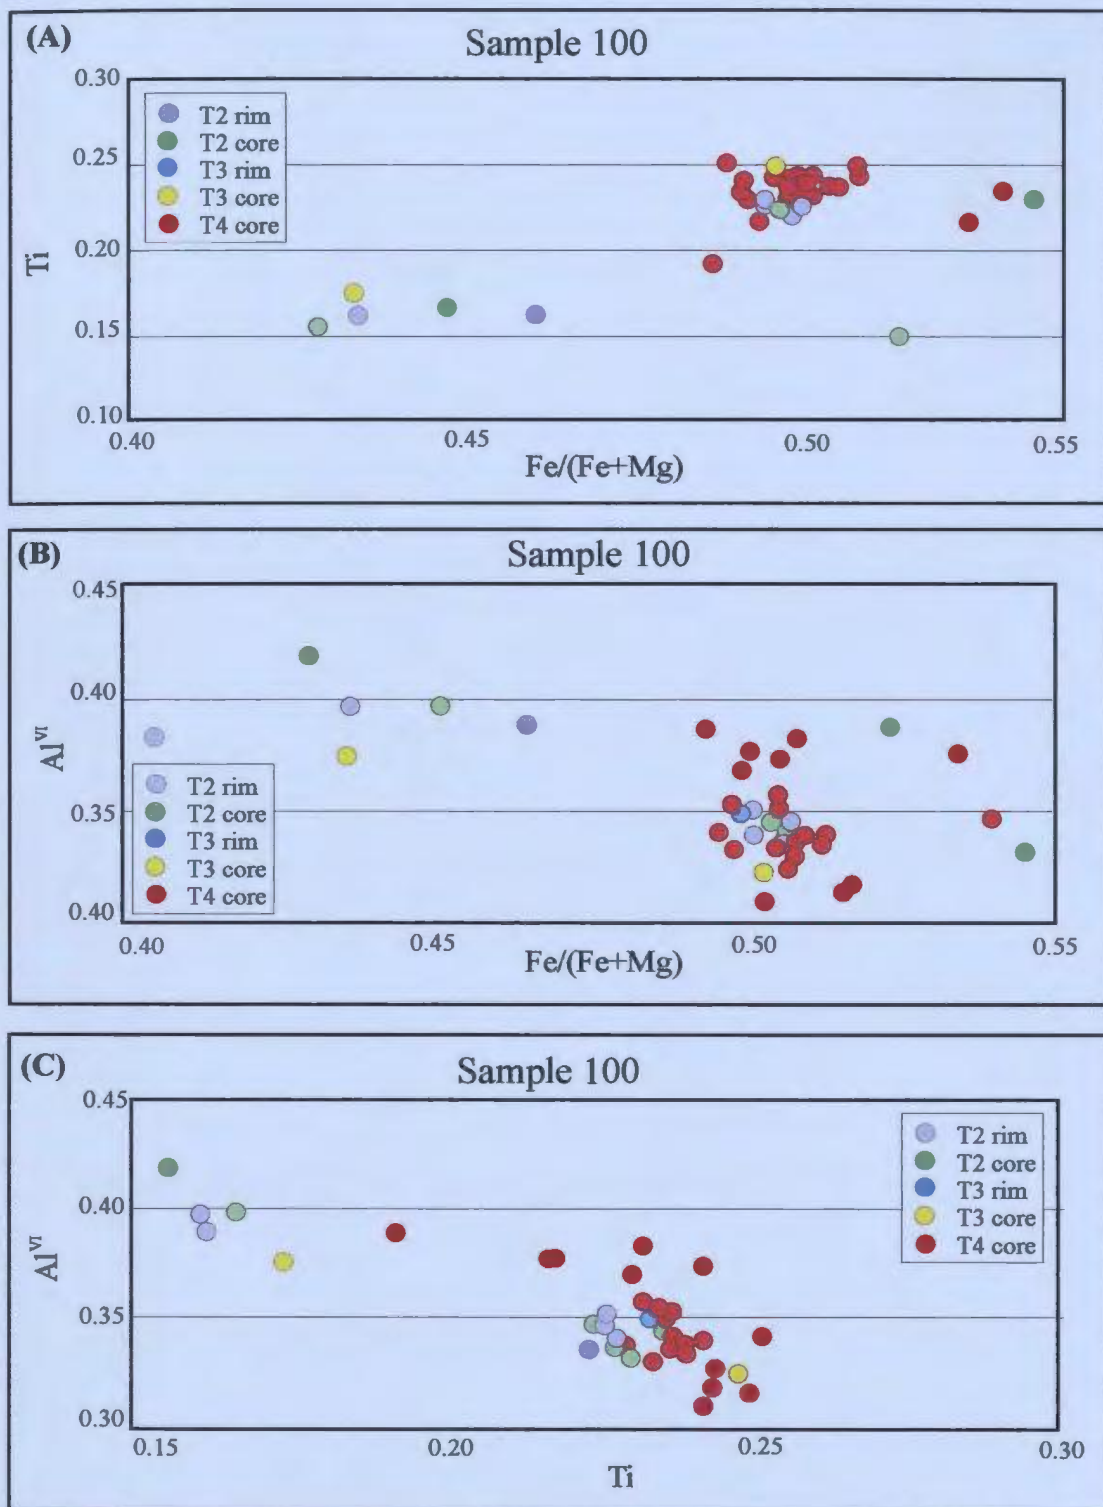 (A)
Sample 100
0.30
0.25
0.20
0.15
0.10
Ti
T2 rim
T2 core
T3 rim
T3 core
T4 core
0.40 0.45 0.50 0.55
Fe/(Fe+Mg)
(B)
Sample 100
0.45
0.40
0.35
0.40
Al^VI
T2 rim
T2 core
T3 rim
T3 core
T4 core
0.40 0.45 0.50 0.55
Fe/(Fe+Mg)
(C)
Sample 100
0.45
0.40
0.35
0.30
Al^VI
T2 rim
T2 core
T3 rim
T3 core
T4 core
0.15 0.20 0.25 0.30
Ti